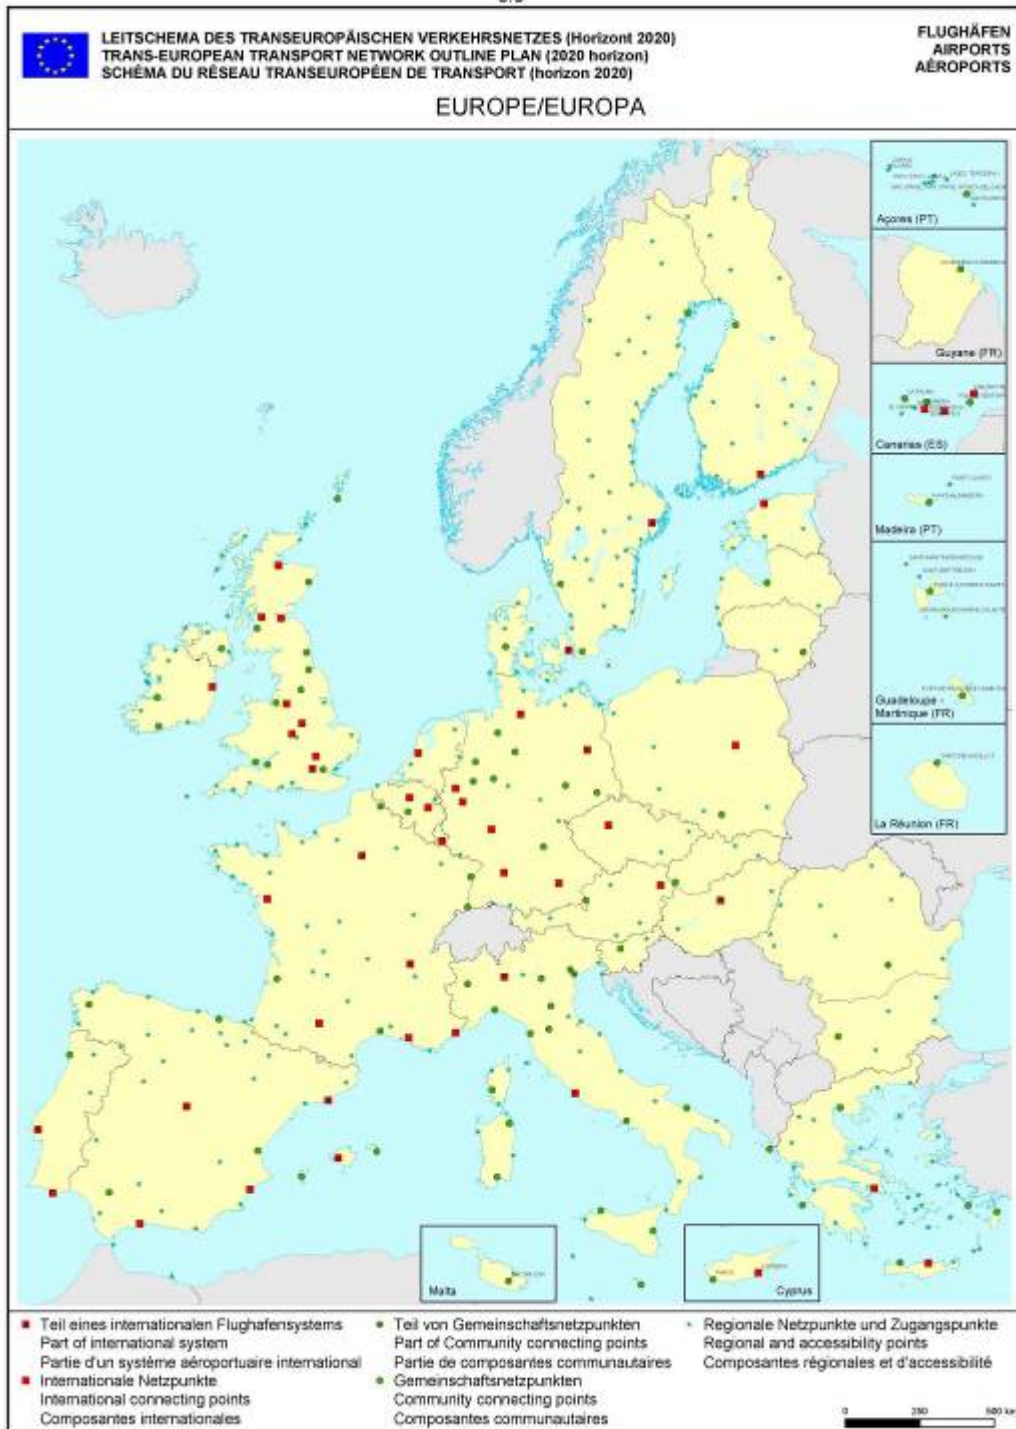 LEITSCHEMA DES TRANSEUROPÄISCHEN VERKEHRSNETZES (Horizont 2020)
TRANS-EUROPEAN TRANSPORT NETWORK OUTLINE PLAN (2020 horizon)
SCHÉMA DU RÉSEAU TRANSEUROPÉEN DE TRANSPORT (horizon 2020)
FLUGHÄFEN
AIRPORTS
AÉROPORTS
EUROPE/EUROPA
Açores (PT)
Guyane (FR)
Canarias (ES)
Madeira (PT)
Guadeloupe -
Martinique (FR)
La Réunion (FR)
Malta
Cyprus
Teil eines internationalen Flughafensystems
Part of international system
Partie d'un système aéroportuaire international
Internationale Netzpunkte
International connecting points
Composantes internationales
Teil von Gemeinschaftsnetzpunkten
Part of Community connecting points
Partie de composantes communautaires
Gemeinschaftsnetzpunkten
Community connecting points
Composantes communautaires
Regionale Netzpunkte und Zugangspunkte
Regional and accessibility points
Composantes régionales et d'accessibilité
0 250 500 km